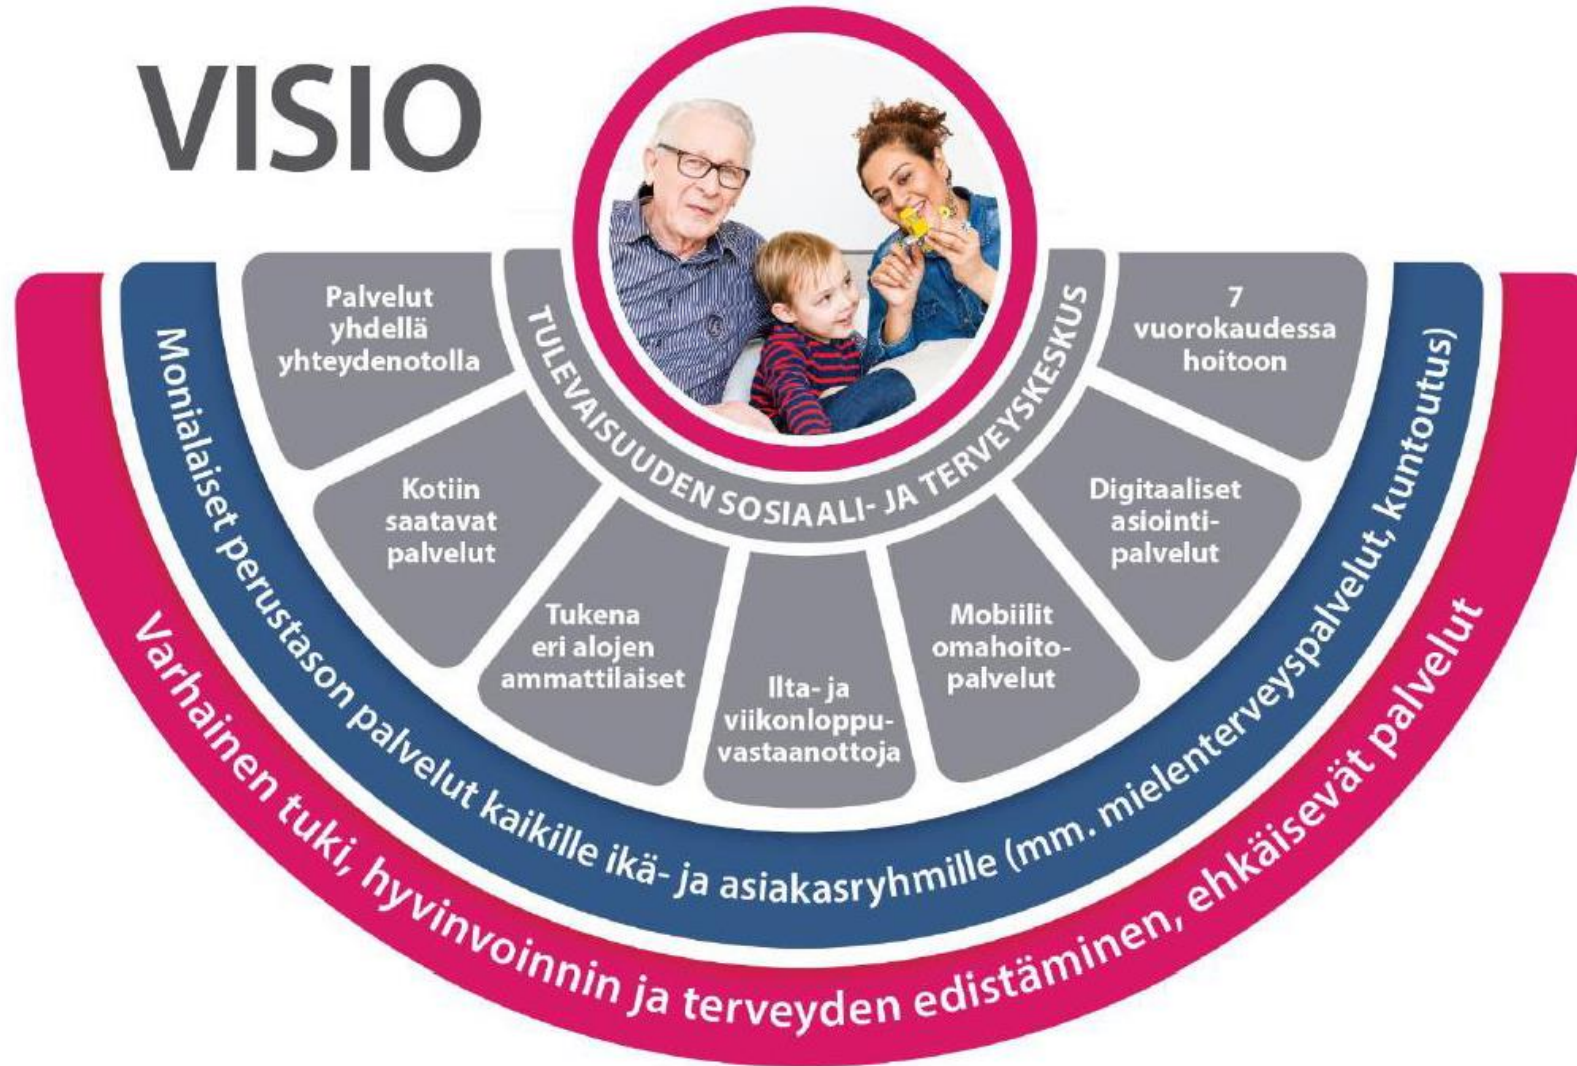 VISIO
TULEVAISUUDEN SOSIAALI- JA TERVEYSKESKUS
Palvelut
yhdellä
yhteydenotolla
Kotiin
saatavat
palvelut
Tukena
eri alojen
ammattilaiset
Ilta- ja
viikonloppu-
vastaanottoja
Mobiilit
omahoito-
palvelut
Digitaaliset
asiointi-
palvelut
7
vuorokaudessa
hoitoon
Monialaiset perustason palvelut kaikille ikä- ja asiakasryhmille (mm. mielenterveyspalvelut, kuntoutus)
Varhainen tuki, hyvinvoinnin ja terveyden edistäminen, ehkäisevät palvelut